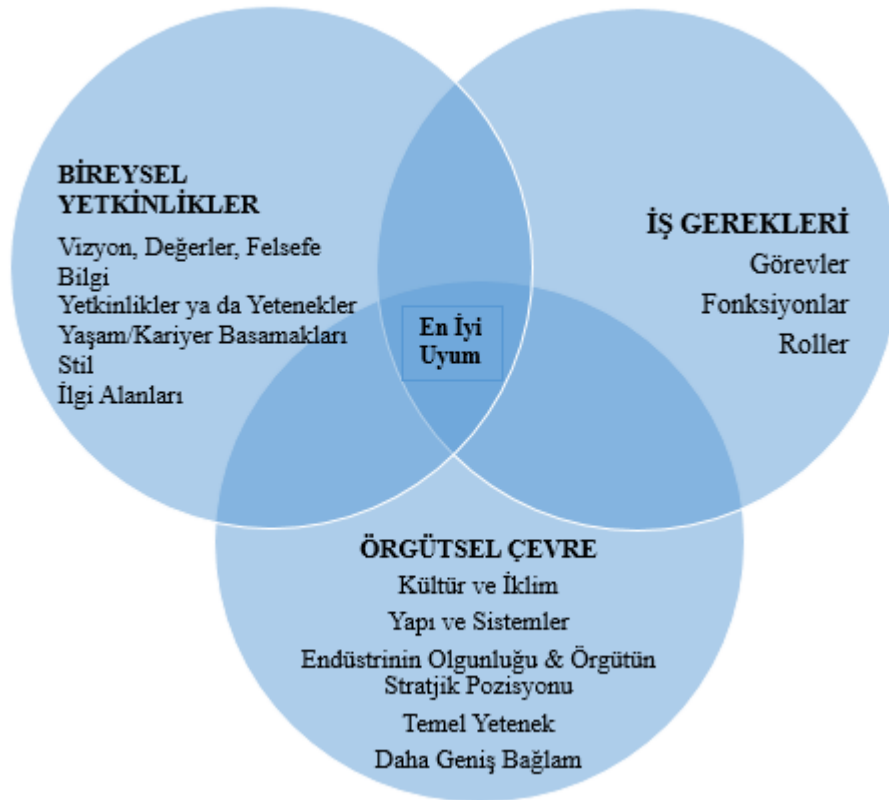 BİREYSEL
YETKİNLİKLER
Vizyon, Değerler, Felsefe
Bilgi
Yetkinlikler ya da Yetenekler
Yaşam/Kariyer Basamakları
Stil
İlgi Alanları
İŞ GEREKLERİ
Görevler
Fonksiyonlar
Roller
En İyi
Uyum
ÖRGÜTSEL ÇEVRE
Kültür ve İklim
Yapı ve Sistemler
Endüstrinin Olgunluğu & Örgütün
Stratjik Pozisyonu
Temel Yetenek
Daha Geniş Bağlam